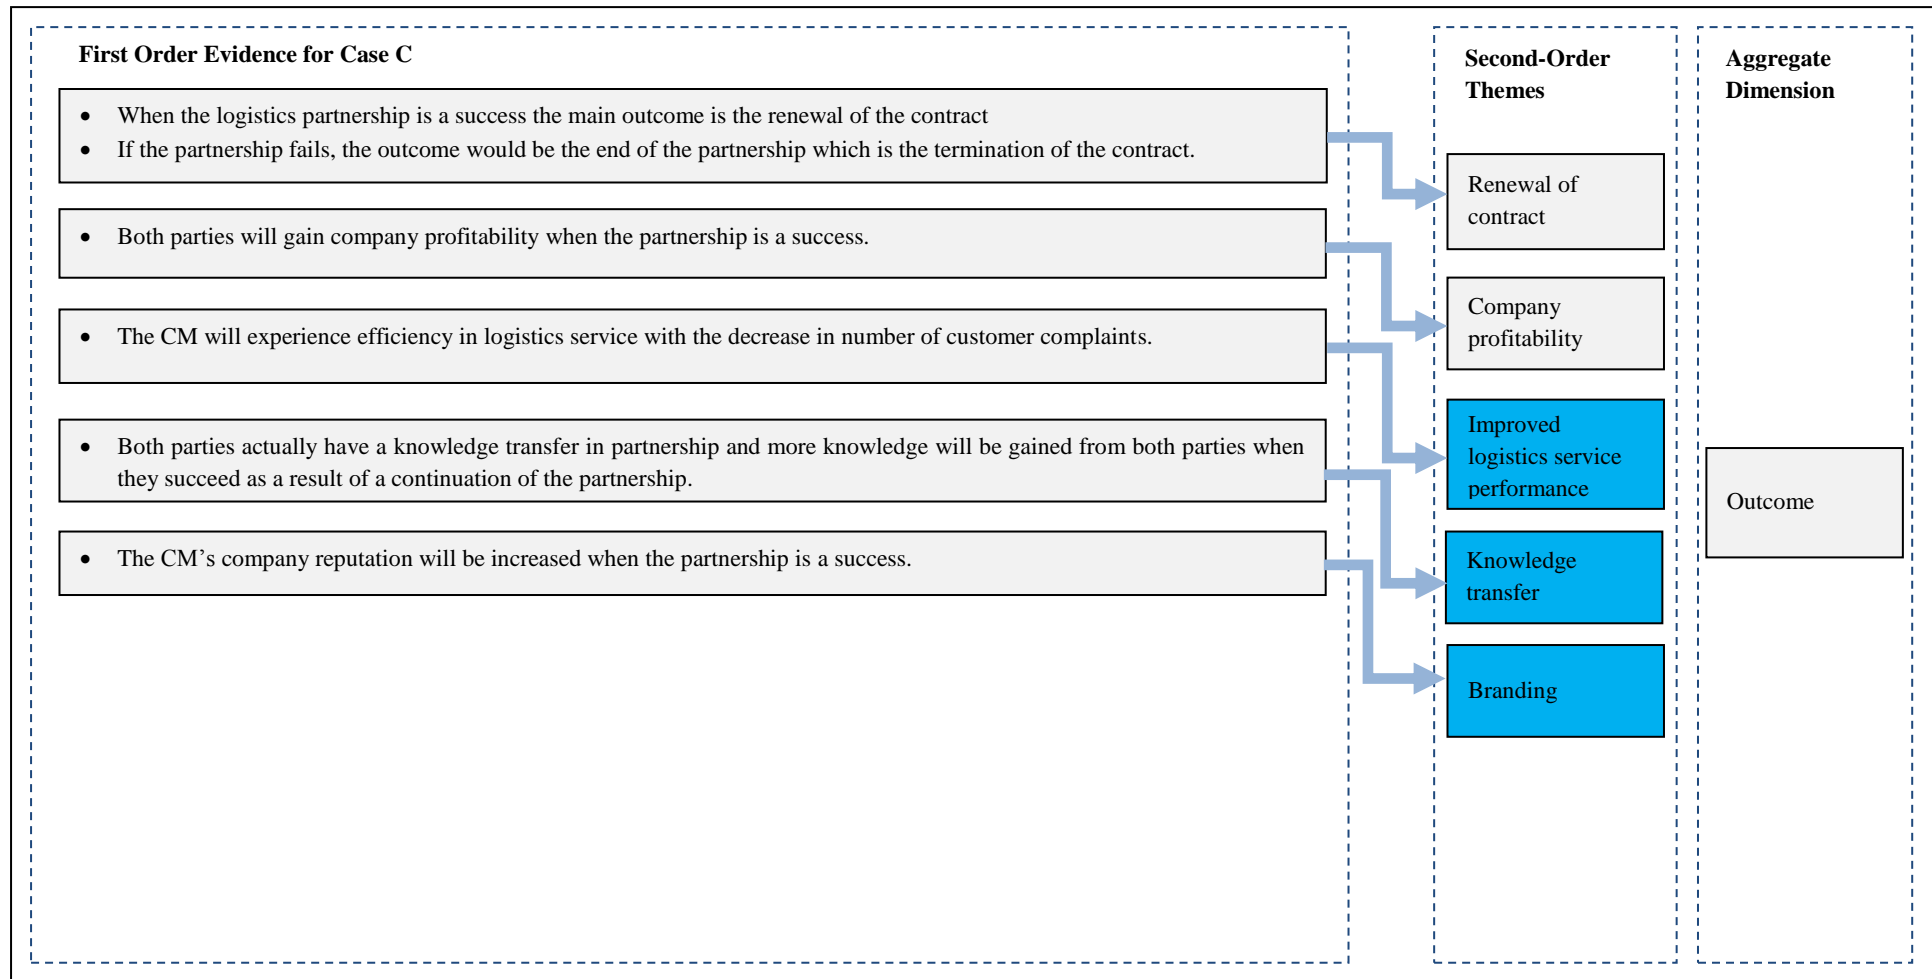 First Order Evidence for Case C
• When the logistics partnership is a success the main outcome is the renewal of the contract
• If the partnership fails, the outcome would be the end of the partnership which is the termination of the contract.
• Both parties will gain company profitability when the partnership is a success.
• The CM will experience efficiency in logistics service with the decrease in number of customer complaints.
• Both parties actually have a knowledge transfer in partnership and more knowledge will be gained from both parties when
they succeed as a result of a continuation of the partnership.
• The CM’s company reputation will be increased when the partnership is a success.
Second-Order
Themes
Renewal of
contract
Company
profitability
Improved
logistics service
performance
Knowledge
transfer
Branding
Aggregate
Dimension
Outcome